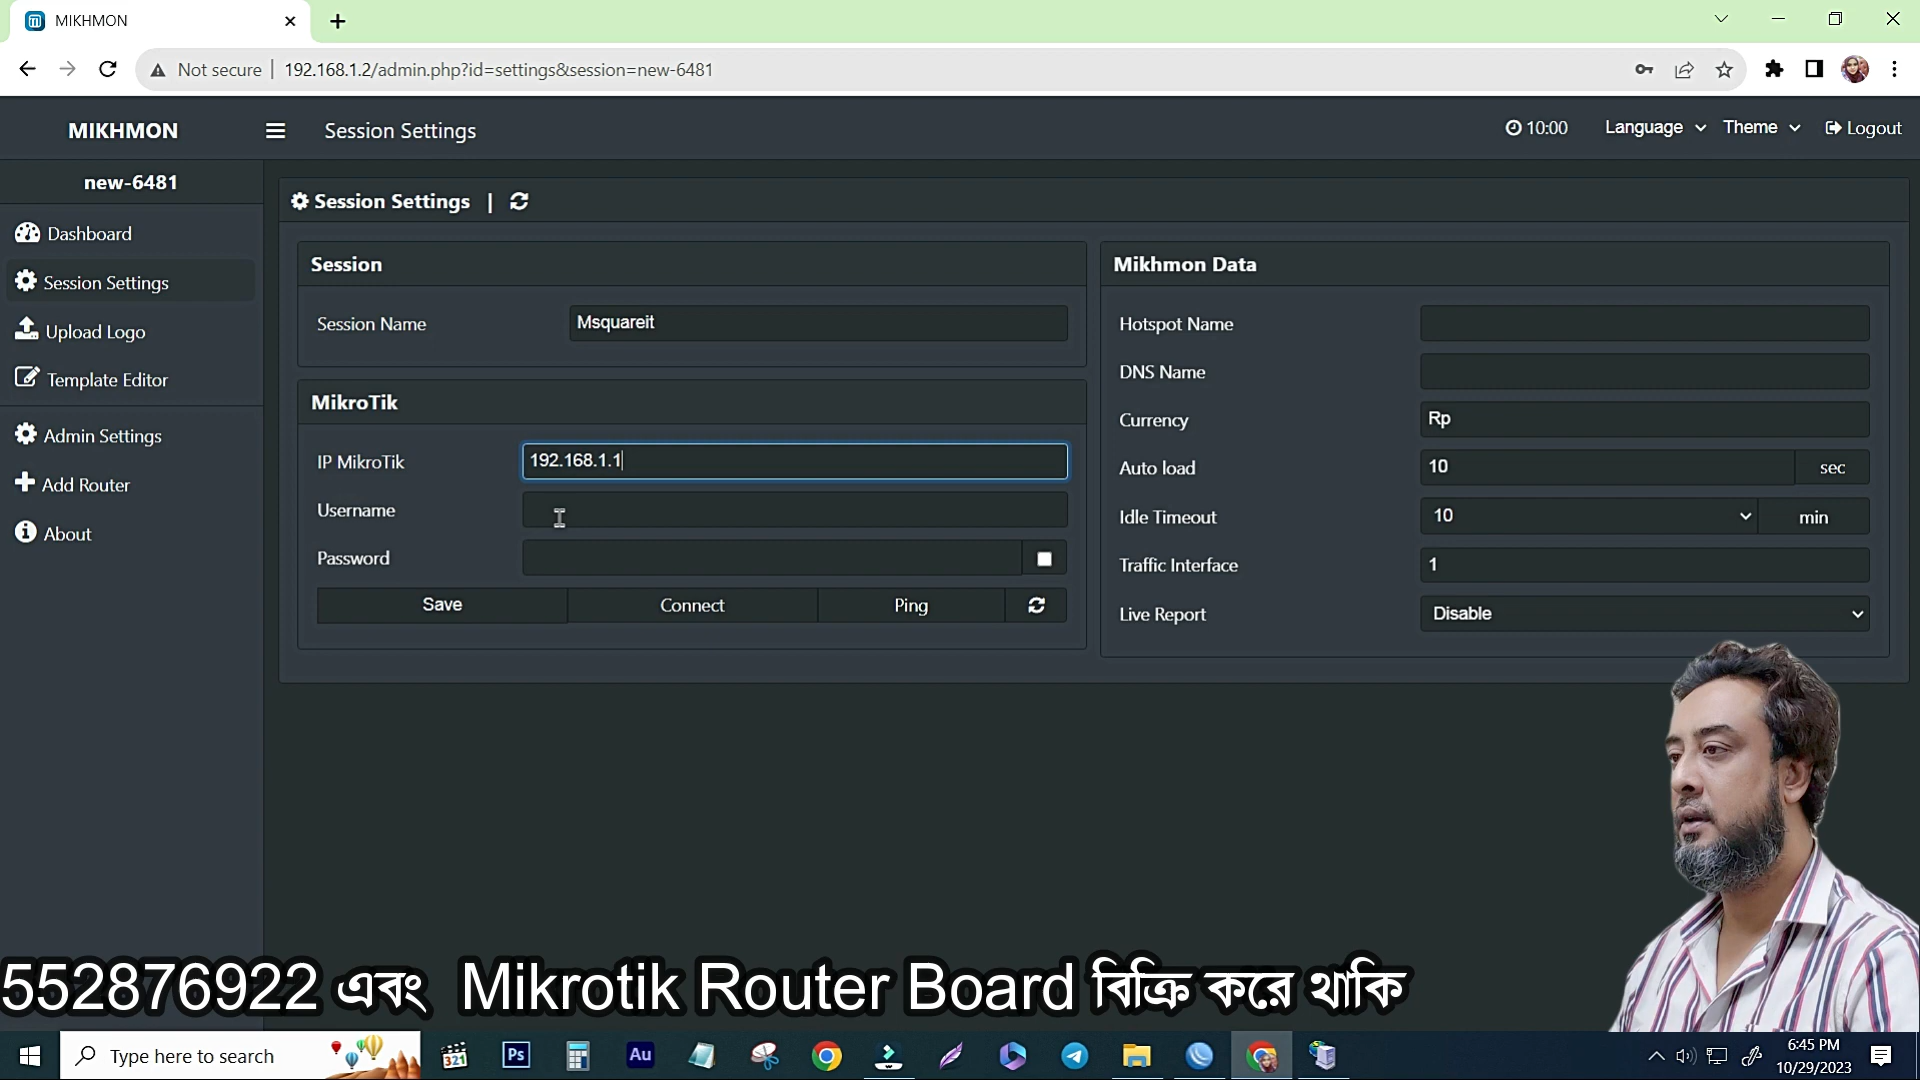 MIKHMON
Not secure
192.168.1.2/admin.php?id=settings&session=new-6481
MIKHMON
Session Settings
10:00
Language
Theme
Logout
new-6481
Dashboard
Session Settings
Upload Logo
Template Editor
Admin Settings
Add Router
About
Session Settings |
Session
Session Name
Msquareit
MikroTik
IP MikroTik
192.168.1.1
Username
Password
Save
Connect
Ping
Mikhmon Data
Hotspot Name
DNS Name
Currency
Rp
Auto load
10
sec
Idle Timeout
10
min
Traffic Interface
1
Live Report
Disable
552876922 এবং Mikrotik Router Board বিক্রি করে থাকি
Type here to search
321
Ps
Au
6:45 PM
10/29/2023